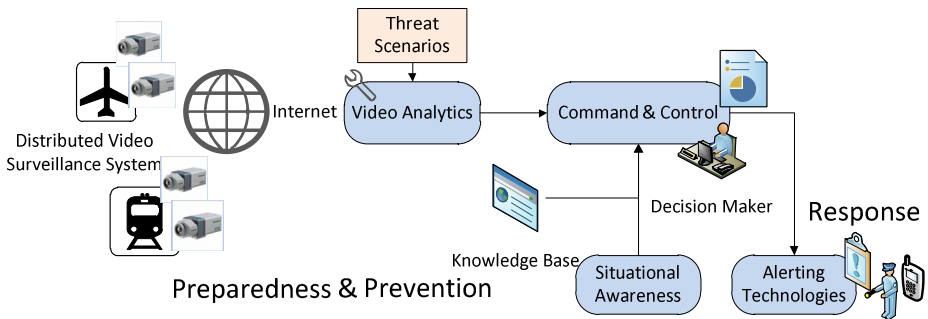 Threat
Scenarios
Internet
Video Analytics
Command & Control
Distributed Video
Surveillance System
Decision Maker
Response
Knowledge Base
Situational
Awareness
Alerting
Technologies
Preparedness & Prevention